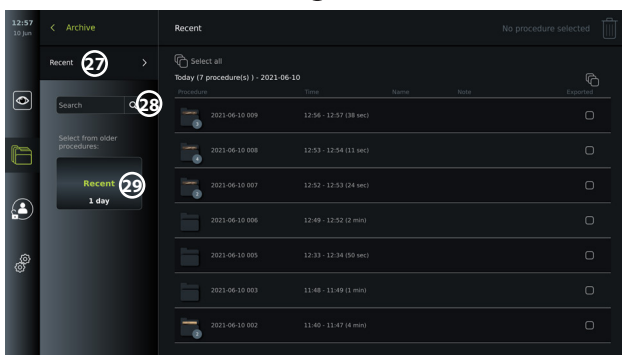 12:57
10 Jun
Archive
Recent
No procedure selected
Recent
27
Select all
Today (7 procedure(s) ) - 2021-06-10
Procedure Time Name Note Exported
Search
28
3
2021-06-10 009 12:56 - 12:57 (38 sec)
Select from older
procedures:
4
2021-06-10 008 12:53 - 12:54 (11 sec)
Recent
29
1 day
2021-06-10 007 12:52 - 12:53 (24 sec)
2021-06-10 006 12:49 - 12:52 (2 min)
2021-06-10 005 12:33 - 12:34 (50 sec)
2021-06-10 003 11:48 - 11:49 (1 min)
2021-06-10 002 11:40 - 11:47 (4 min)
2